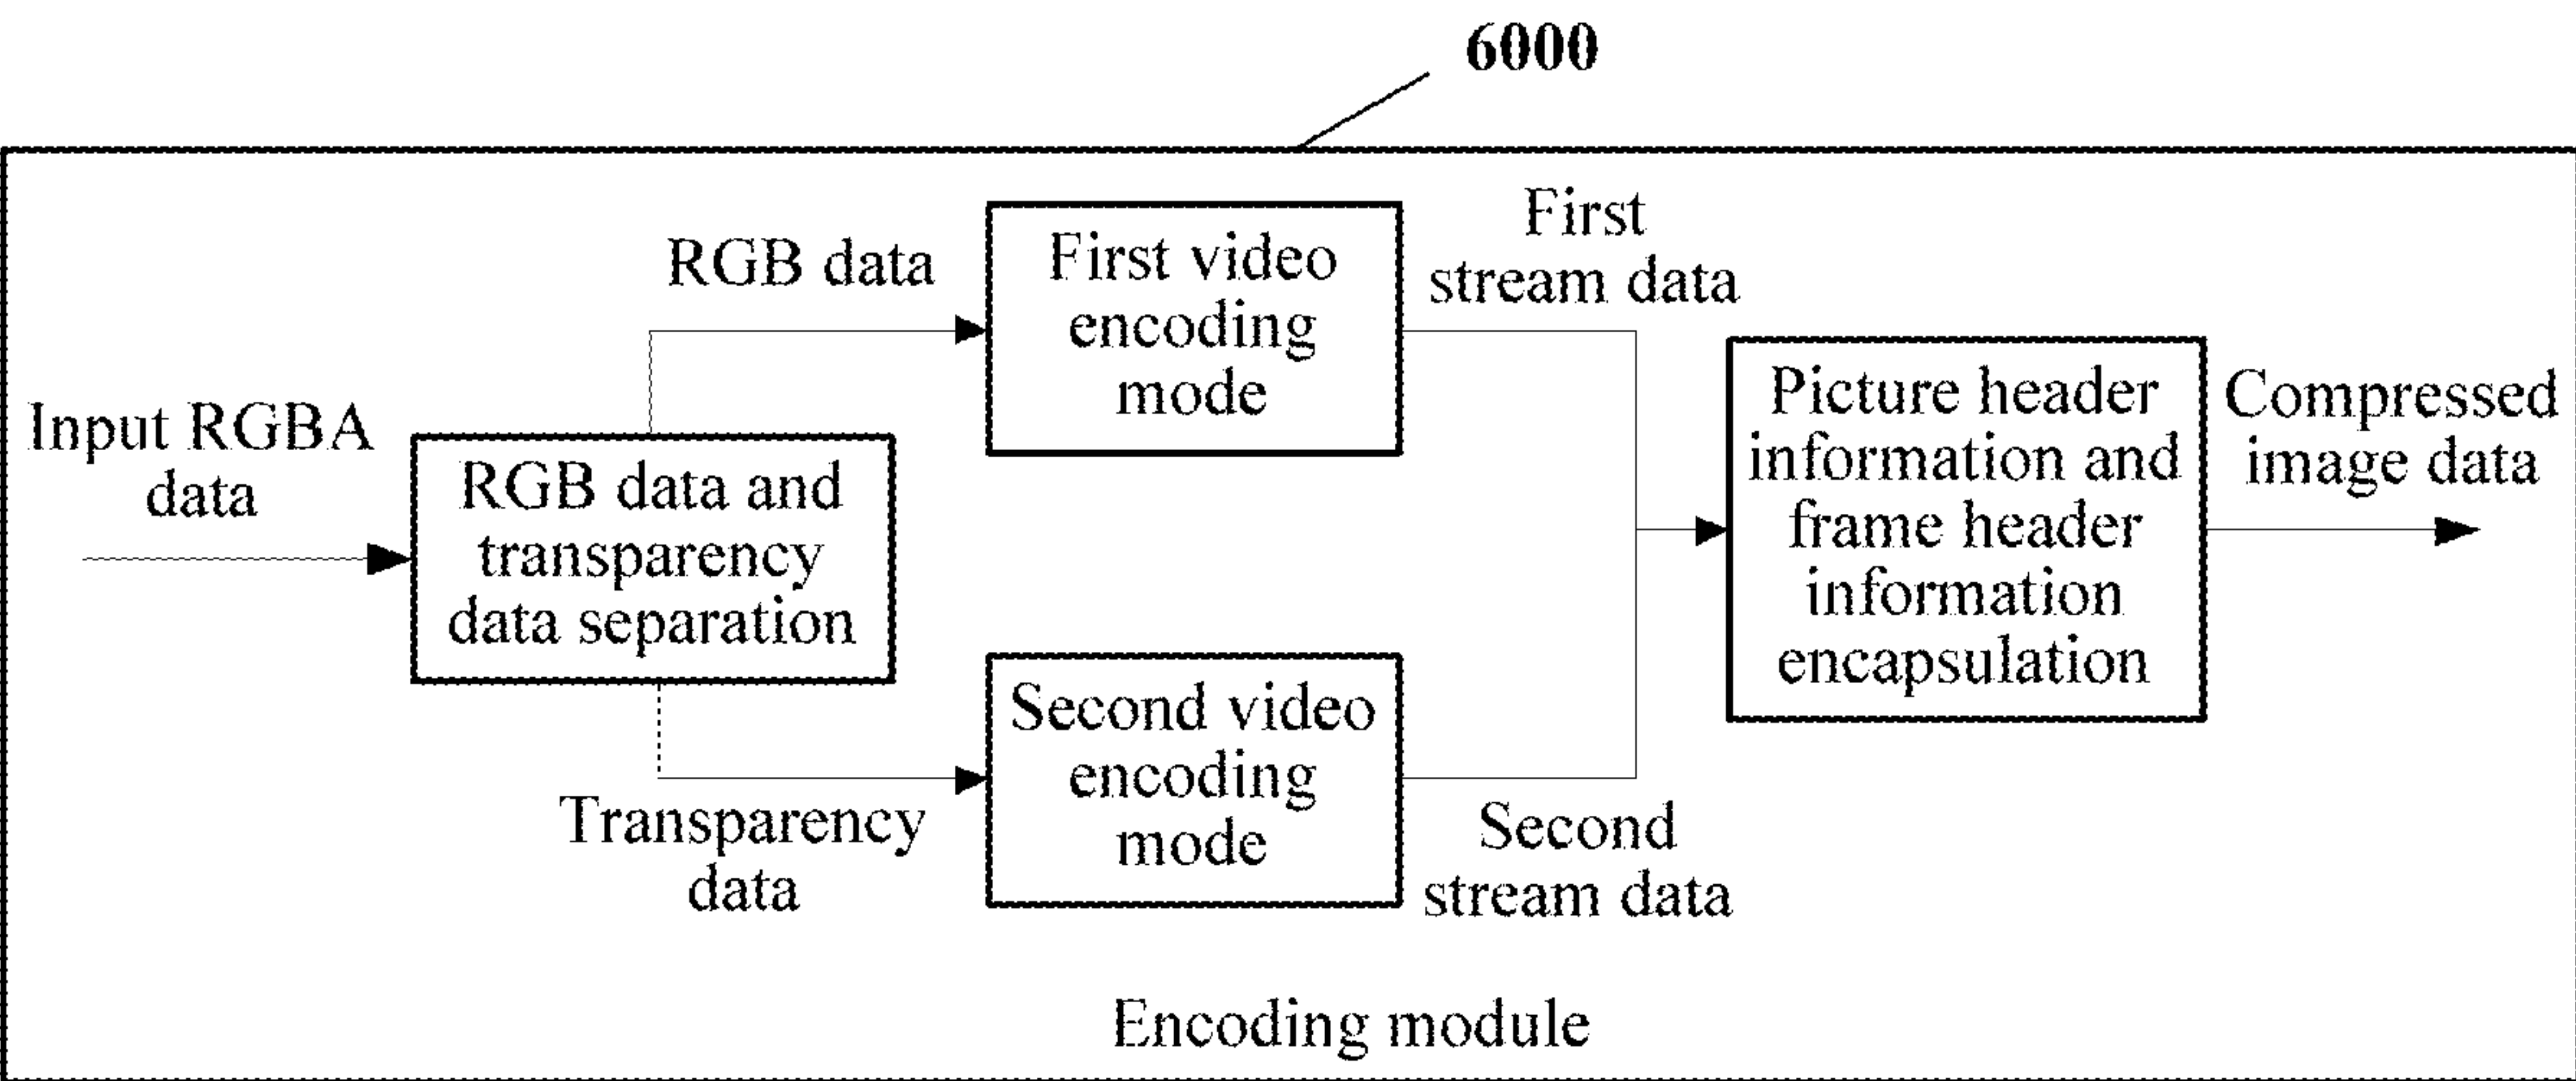 6000
Input RGBA
data
RGB data and
transparency
data separation
RGB data
First video
encoding
mode
First
stream data
Transparency
data
Second video
encoding
mode
Second
stream data
Picture header
information and
frame header
information
encapsulation
Compressed
image data
Encoding module